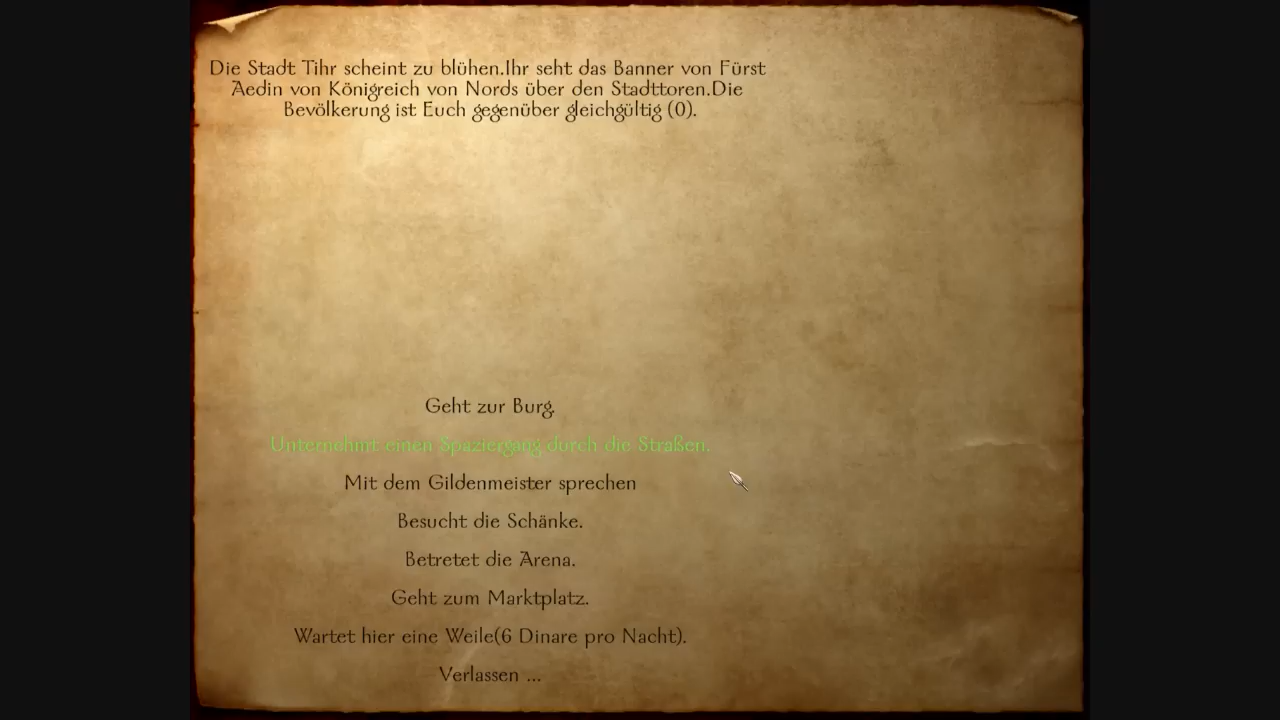 Die Stadt Tihr scheint zu blühen.Ihr seht das Banner von Fürst
Aedin von Königreich von Nords über den Stadttoren.Die
Bevölkerung ist Euch gegenüber gleichgültig (0).
Geht zur Burg.
Unternehmt einen Spaziergang durch die Straßen.
Mit dem Gildenmeister sprechen
Besucht die Schänke.
Betretet die Arena.
Geht zum Marktplatz.
Wartet hier eine Weile(6 Dinare pro Nacht).
Verlassen ...